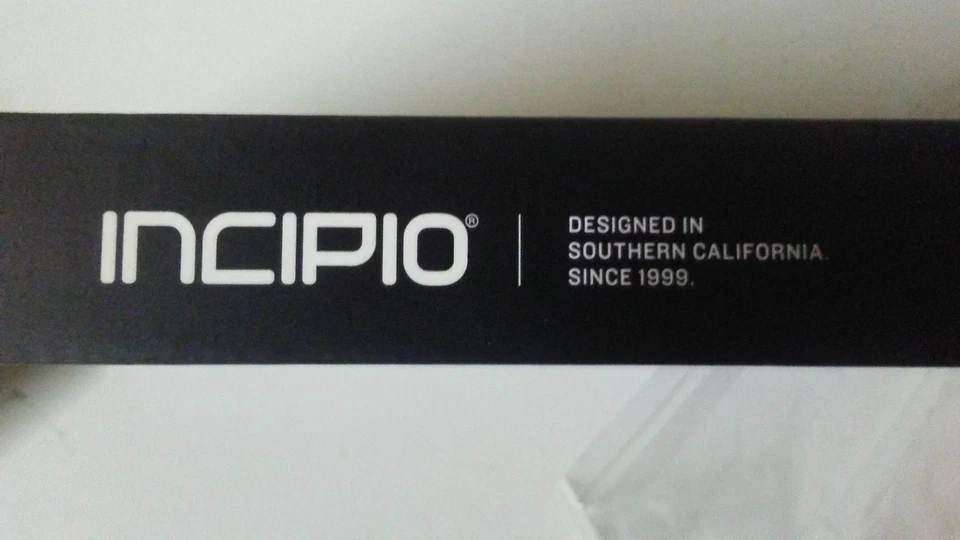 INCIPIO®
DESIGNED IN
SOUTHERN CALIFORNIA.
SINCE 1999.